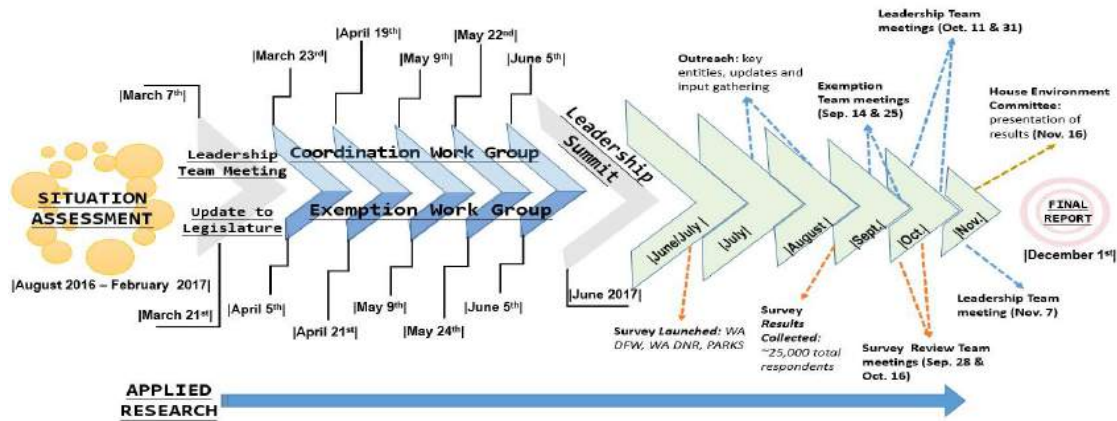 SITUATION
ASSESSMENT
|August 2016 – February 2017|
|March 7th|
Leadership
Team Meeting
Update to
Legislature
|March 21st|
|March 23rd|
|April 19th|
|May 9th|
|May 22nd|
|June 5th|
Coordination Work Group
Exemption Work Group
|April 5th|
|April 21st|
|May 9th|
|May 24th|
|June 5th|
Leadership
Summit
|June 2017|
|June/July|
|July|
|August|
|Sept.|
|Oct.|
|Nov.|
Outreach: key
entities, updates and
input gathering
Exemption
Team meetings
(Sep. 14 & 25)
Leadership Team
meetings (Oct. 11 & 31)
House Environment
Committee:
presentation of
results (Nov. 16)
Survey Launched: WA
DFW, WA DNR, PARKS
Survey
Results
Collected:
~25,000 total
respondents
Survey Review Team
meetings (Sep. 28 &
Oct. 16)
Leadership Team
meeting (Nov. 7)
FINAL
REPORT
|December 1st|
APPLIED
RESEARCH